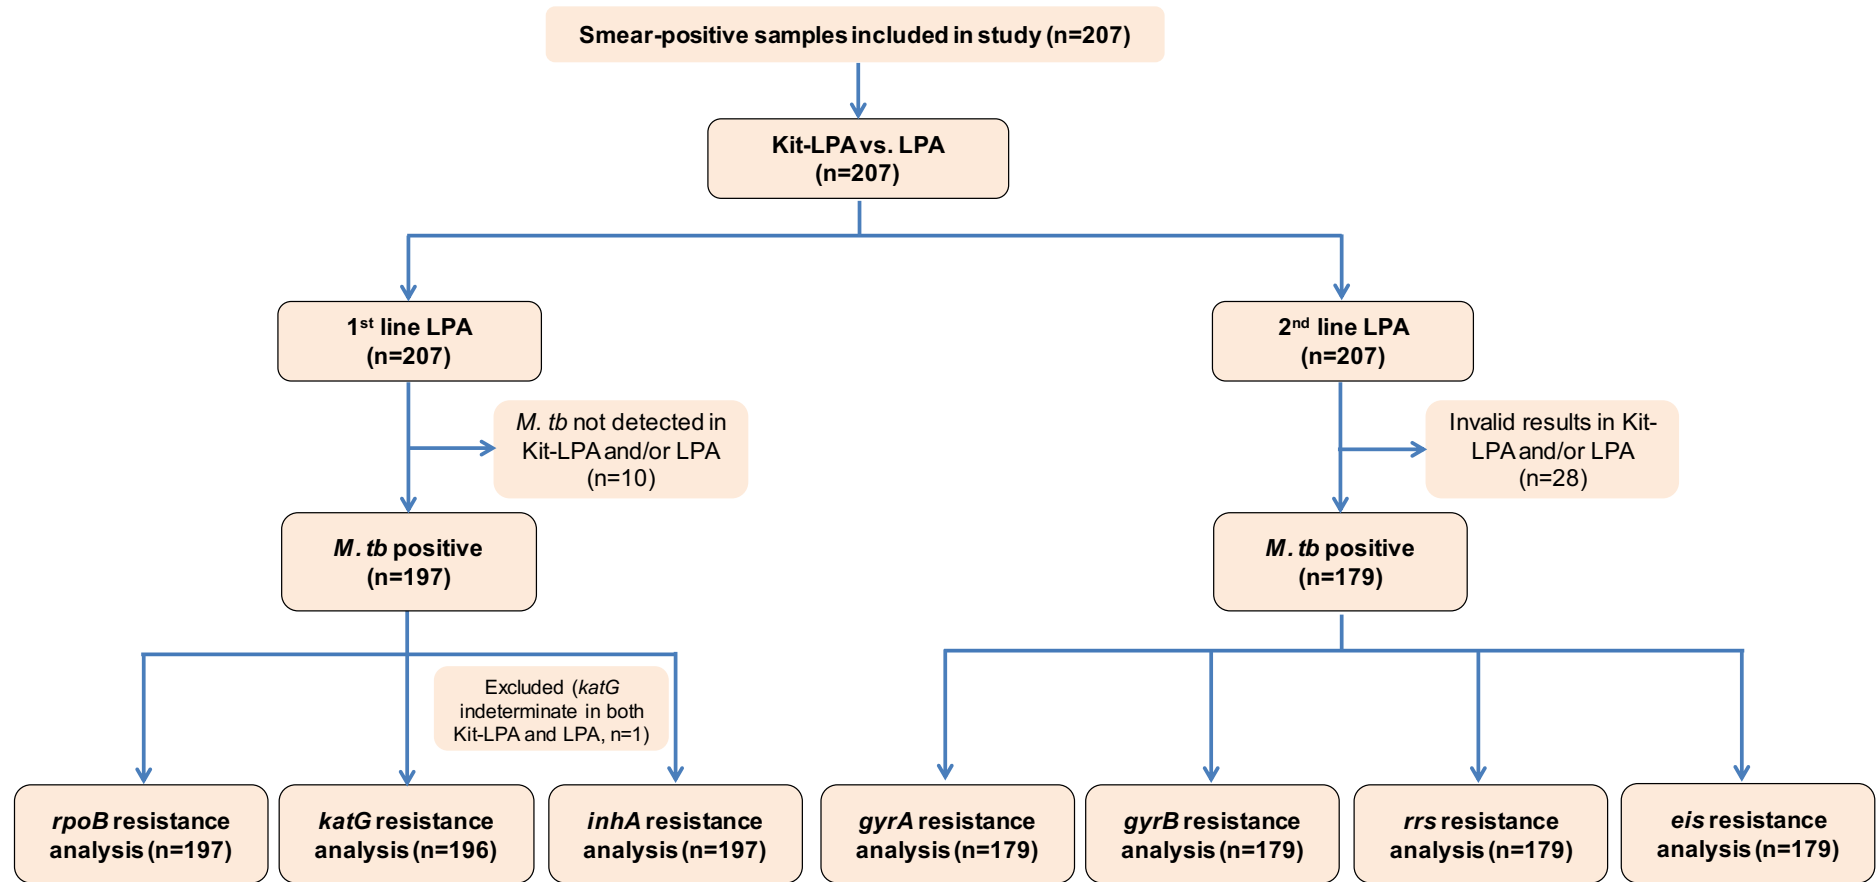 Smear-positive samples included in study (n=207)
Kit-LPA vs. LPA
(n=207)
1st line LPA
(n=207)
2nd line LPA
(n=207)
M. tb not detected in
Kit-LPA and/or LPA
(n=10)
Invalid results in Kit-
LPA and/or LPA
(n=28)
M. tb positive
(n=197)
M. tb positive
(n=179)
Excluded (katG
indeterminate in both
Kit-LPA and LPA, n=1)
rpoB resistance
analysis (n=197)
katG resistance
analysis (n=196)
inhA resistance
analysis (n=197)
gyrA resistance
analysis (n=179)
gyrB resistance
analysis (n=179)
rrs resistance
analysis (n=179)
eis resistance
analysis (n=179)